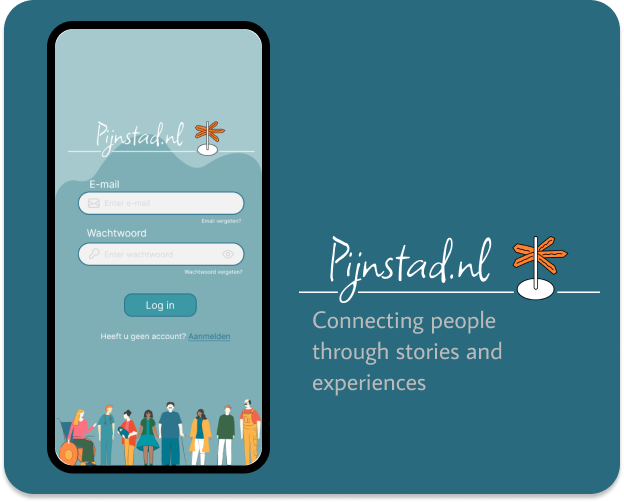 Pijnstad.nl
E-mail
Enter e-mail
Email vergeten?
Wachtwoord
Enter wachtwoord
Wachtwoord vergeten?
Log in
Heeft u geen account? Aanmelden
Pijnstad.nl
Connecting people
through stories and
experiences